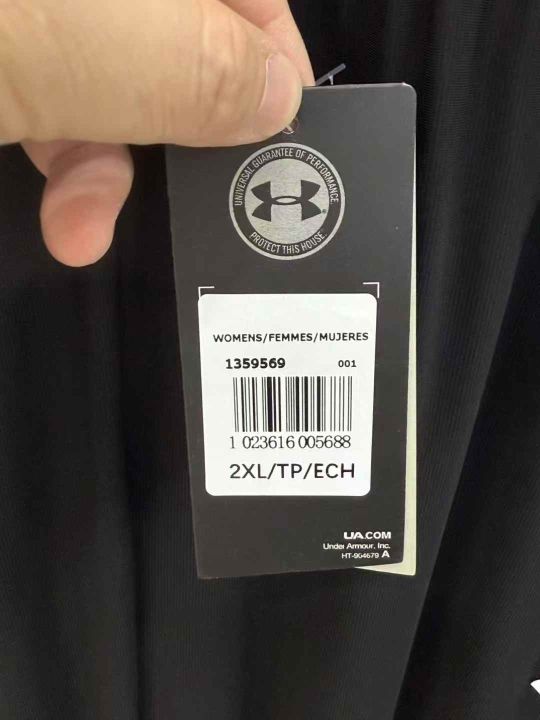 UNIVERSAL GUARANTEE OF PERFORMANCE
PROTECT THIS HOUSE
WOMENS/FEMMES/MUJERES
1359569 001
1 023616 005688
2XL/TP/ECH
UA.COM
Under Armour, Inc.
HT-904679 A